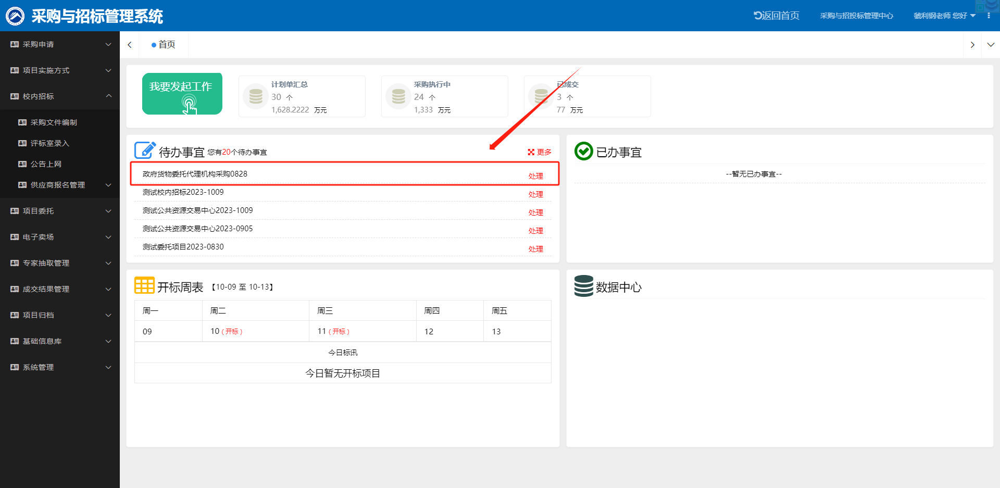 采购与招标管理系统
返回首页
采购与招投标管理中心
虢利钢老师 您好
采购申请
项目实施方式
校内招标
采购文件编制
评标室录入
公告上网
供应商报名管理
项目委托
电子卖场
专家抽取管理
成交结果管理
项目归档
基础信息库
系统管理
首页
我要发起工作
计划单汇总
30 个
1,628.2222 万元
采购执行中
24 个
1,333 万元
已成交
3 个
77 万元
待办事宜 您有20个待办事宜
更多
政府货物委托代理机构采购0828 处理
测试校内招标2023-1009 处理
测试公共资源交易中心2023-1009 处理
测试公共资源交易中心2023-0905 处理
测试委托项目2023-0830 处理
已办事宜
--暂无已办事宜--
开标周表 【10-09 至 10-13】
周一 周二 周三 周四 周五
09 10（开标） 11（开标） 12 13
今日标讯
今日暂无开标项目
数据中心